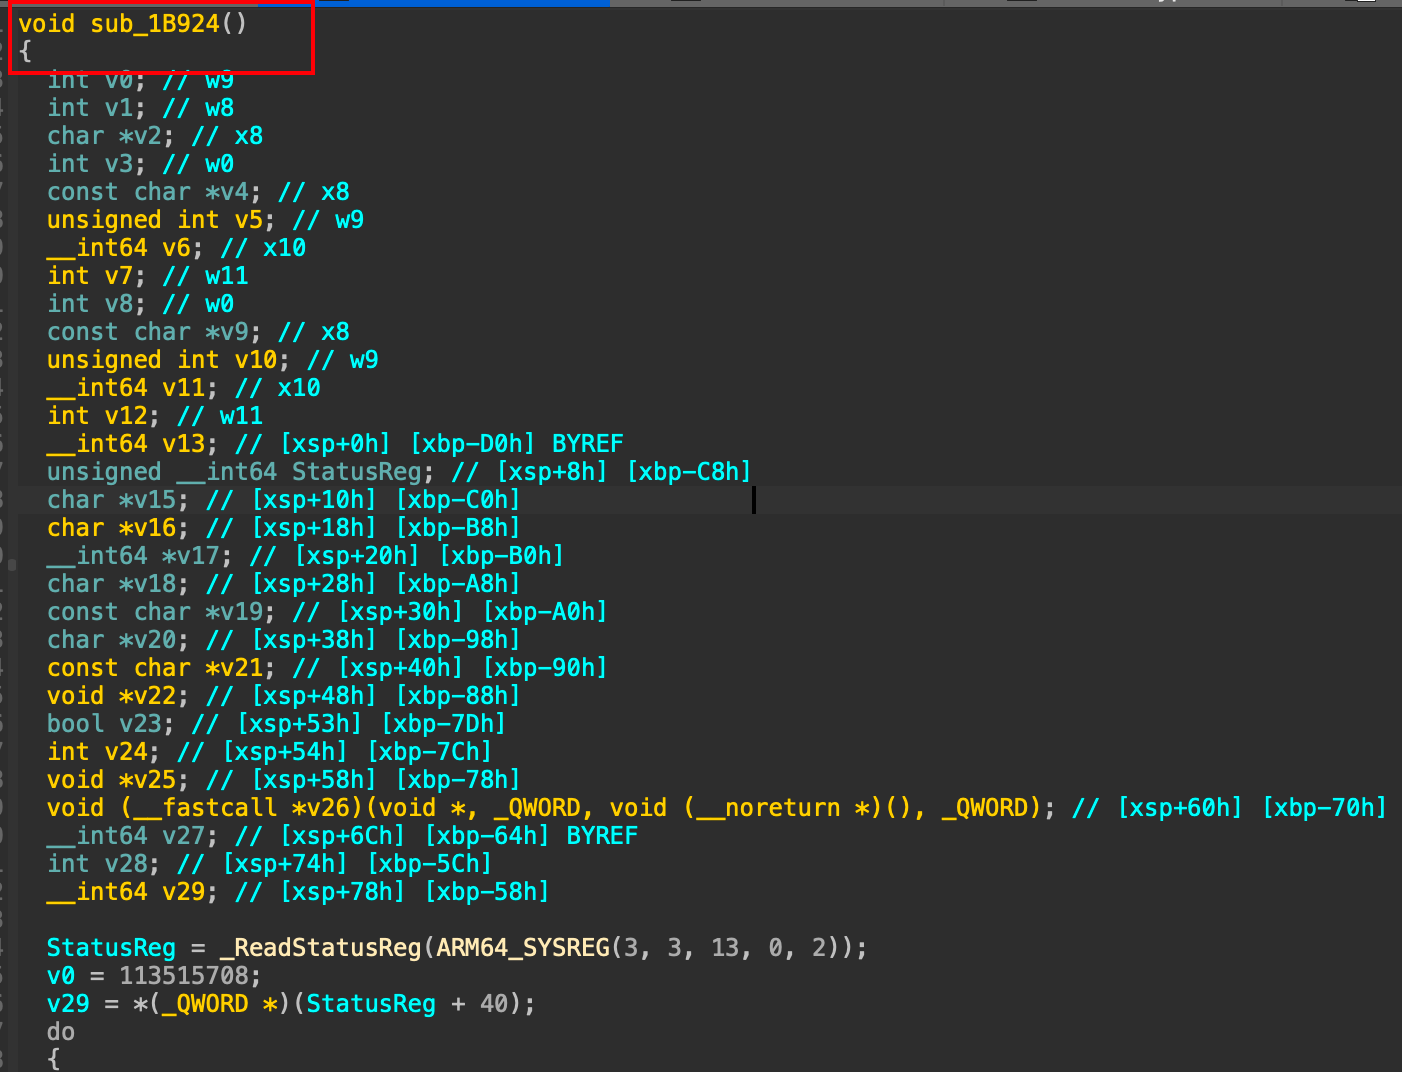 void sub_1B924()
{
int v0; // w9
int v1; // w8
char *v2; // x8
int v3; // w0
const char *v4; // x8
unsigned int v5; // w9
__int64 v6; // x10
int v7; // w11
int v8; // w0
const char *v9; // x8
unsigned int v10; // w9
__int64 v11; // x10
int v12; // w11
__int64 v13; // [xsp+0h] [xbp-D0h] BYREF
unsigned __int64 StatusReg; // [xsp+8h] [xbp-C8h]
char *v15; // [xsp+10h] [xbp-C0h]
char *v16; // [xsp+18h] [xbp-B8h]
__int64 *v17; // [xsp+20h] [xbp-B0h]
char *v18; // [xsp+28h] [xbp-A8h]
const char *v19; // [xsp+30h] [xbp-A0h]
char *v20; // [xsp+38h] [xbp-98h]
const char *v21; // [xsp+40h] [xbp-90h]
void *v22; // [xsp+48h] [xbp-88h]
bool v23; // [xsp+53h] [xbp-7Dh]
int v24; // [xsp+54h] [xbp-7Ch]
void *v25; // [xsp+58h] [xbp-78h]
void (__fastcall *v26)(void *, _QWORD, void (__noreturn *)(), _QWORD); // [xsp+60h] [xbp-70h]
__int64 v27; // [xsp+6Ch] [xbp-64h] BYREF
int v28; // [xsp+74h] [xbp-5Ch]
__int64 v29; // [xsp+78h] [xbp-58h]
StatusReg = _ReadStatusReg(ARM64_SYSREG(3, 3, 13, 0, 2));
v0 = 113515708;
v29 = *(_QWORD *)(StatusReg + 40);
do
{